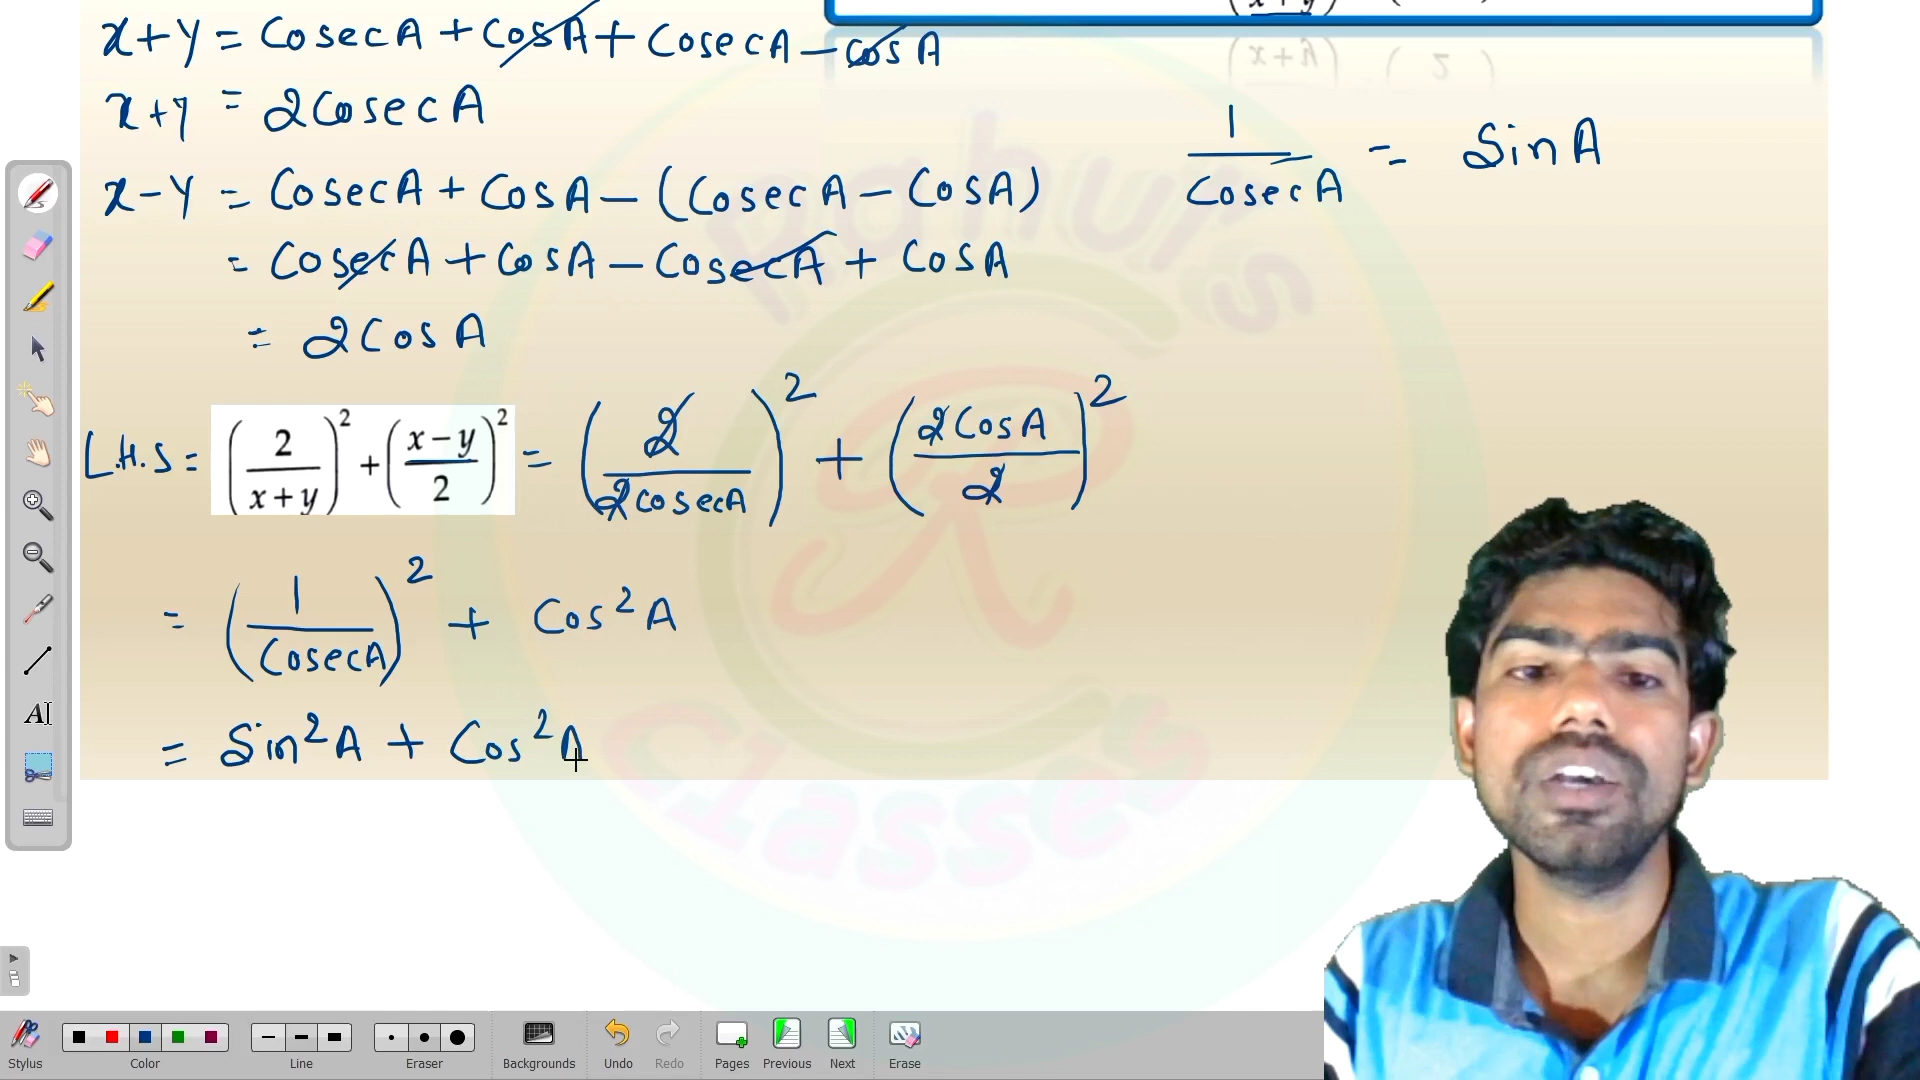 x+y = CosecA + CosA + CosecA - CosA
x+y = 2CosecA
1/CosecA = SinA
x-y = CosecA + CosA - (CosecA - CosA)
= CosecA + CosA - CosecA + CosA
= 2CosA
L.H.S = (2/(x+y))² + ((x-y)/2)² = (2/2cosecA)² + (2CosA/2)²
= (1/CosecA)² + Cos²A
= Sin²A + Cos²A
Rahul's
R
Classes
Stylus Color Line Eraser Backgrounds Undo Redo Pages Previous Next Erase